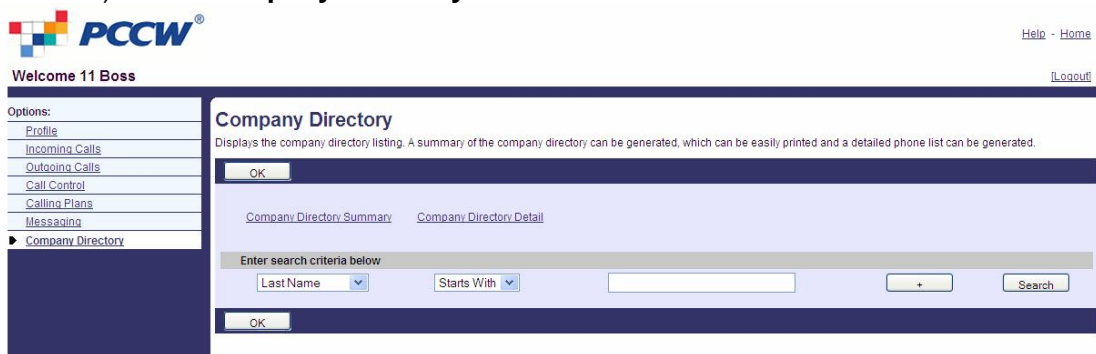 PCCW®
Help - Home
Welcome 11 Boss
[Logout]
Options:
Profile
Incoming Calls
Outgoing Calls
Call Control
Calling Plans
Messaging
Company Directory
Company Directory
Displays the company directory listing. A summary of the company directory can be generated, which can be easily printed and a detailed phone list can be generated.
OK
Company Directory Summary Company Directory Detail
Enter search criteria below
Last Name Starts With + Search
OK